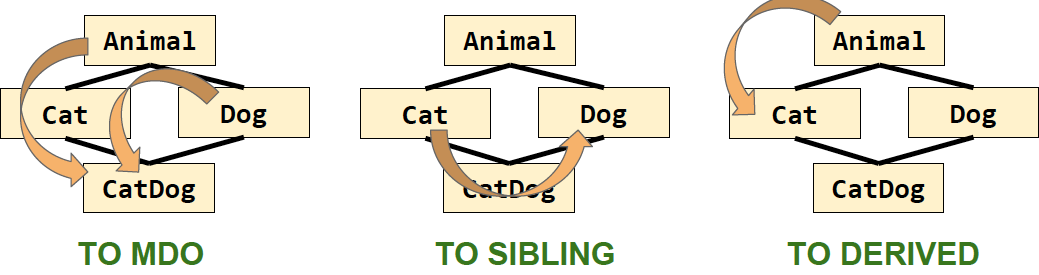 Animal
Cat
Dog
CatDog
TO MDO
Animal
Cat
Dog
CatDog
TO SIBLING
Animal
Cat
Dog
CatDog
TO DERIVED